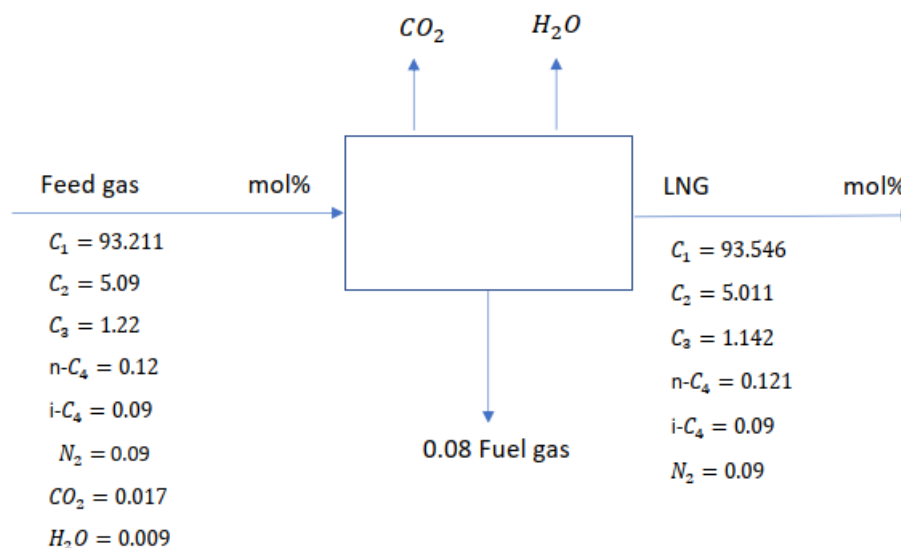 CO₂ H₂O
Feed gas mol% LNG mol%
C₁ = 93.211
C₂ = 5.09
C₃ = 1.22
n-C₄ = 0.12
i-C₄ = 0.09
N₂ = 0.09
CO₂ = 0.017
H₂O = 0.009
C₁ = 93.546
C₂ = 5.011
C₃ = 1.142
n-C₄ = 0.121
i-C₄ = 0.09
N₂ = 0.09
0.08 Fuel gas